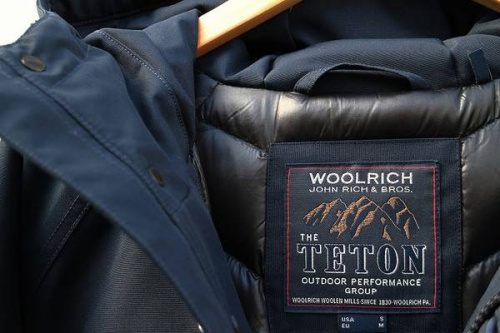 WOOLRICH
JOHN RICH & BROS.
THE
TETON
OUTDOOR PERFORMANCE
GROUP
WOOLRICH WOOLEN MILLS·SINCE 1830·WOOLRICH PA.
USA S
EU M